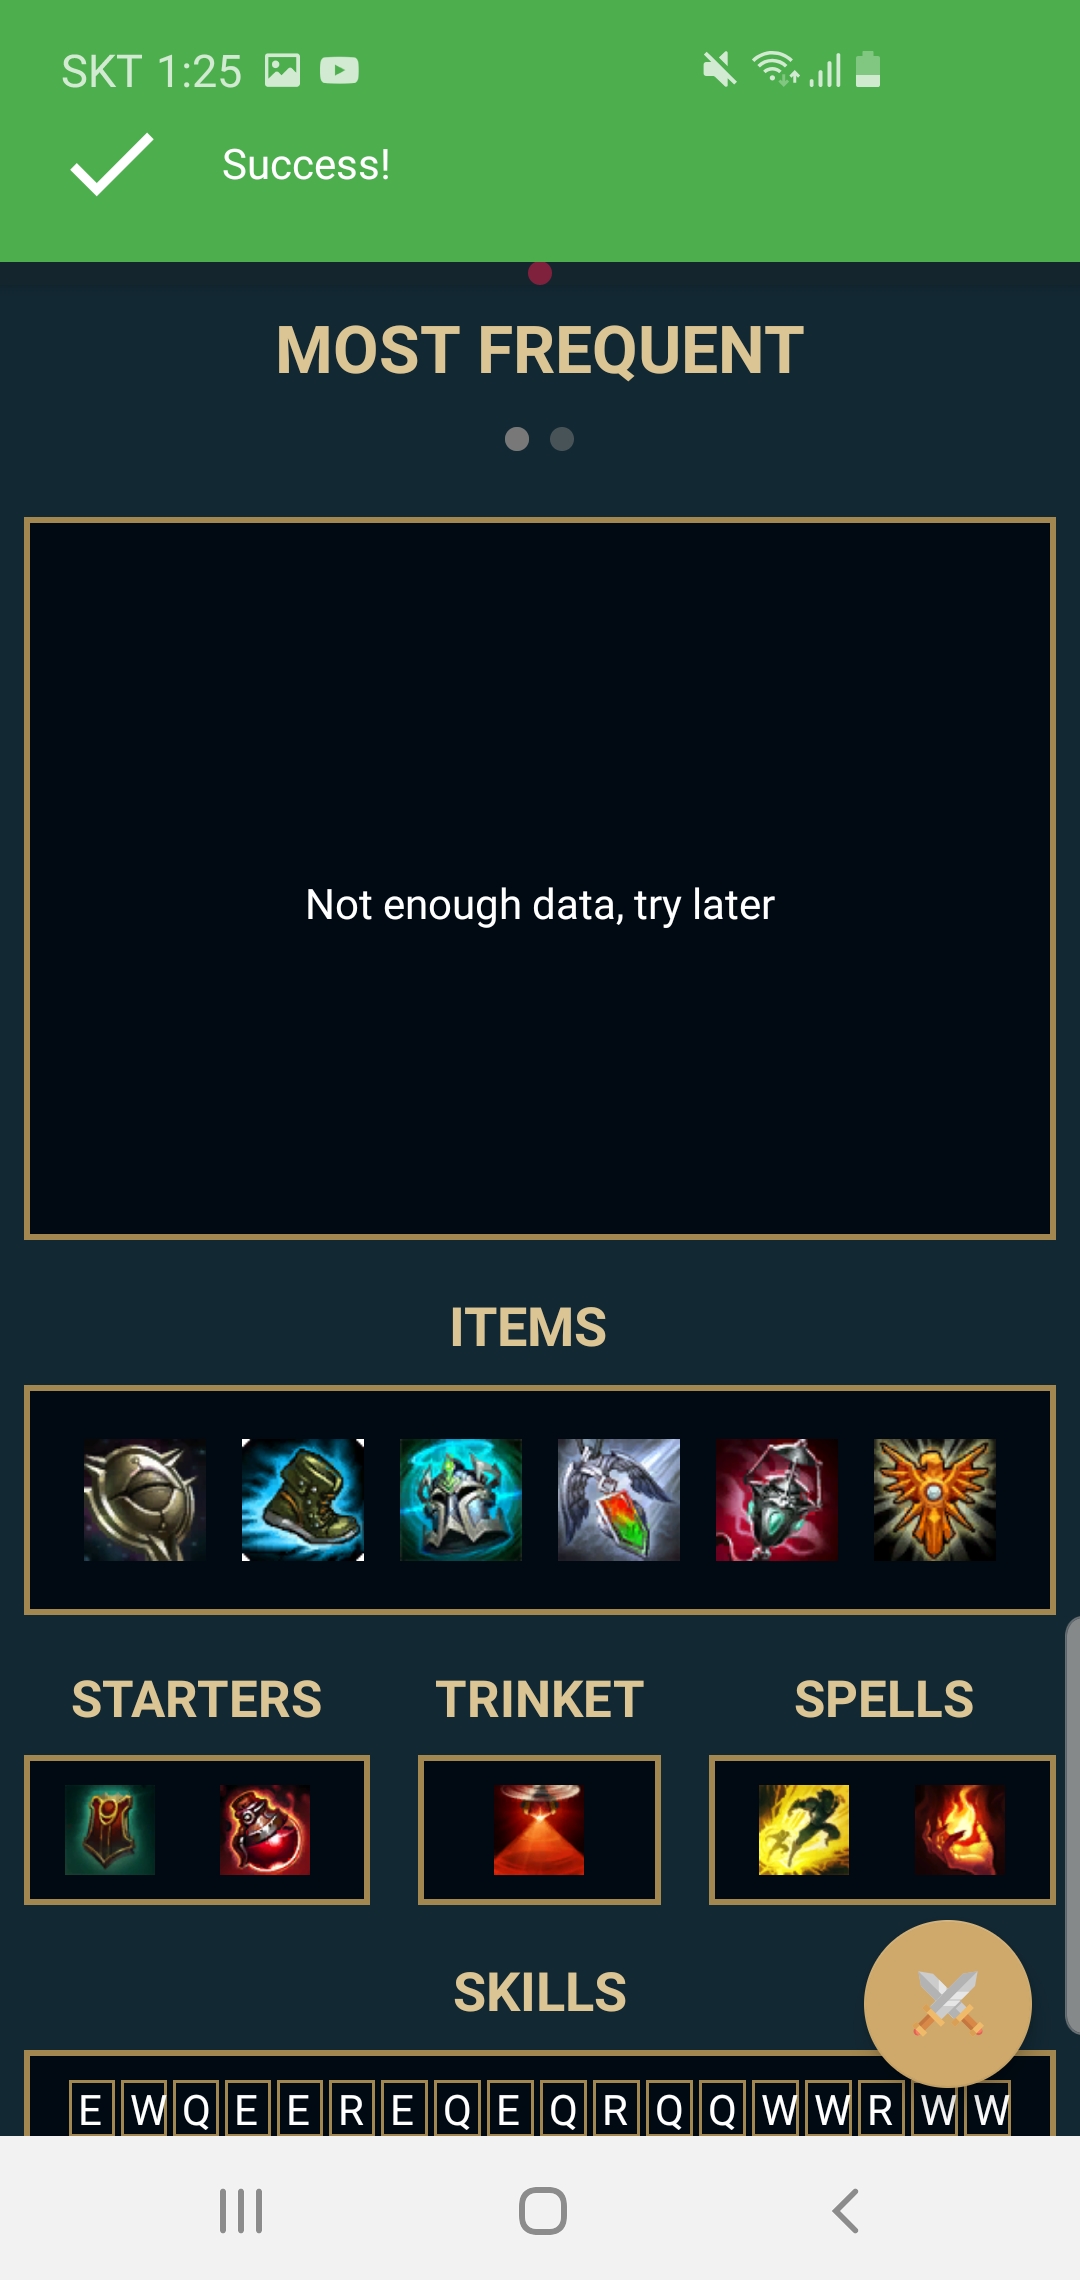 SKT 1:25
Success!
MOST FREQUENT
Not enough data, try later
ITEMS
STARTERS TRINKET SPELLS
SKILLS
E W Q E E R E Q E Q R Q Q W W R W W